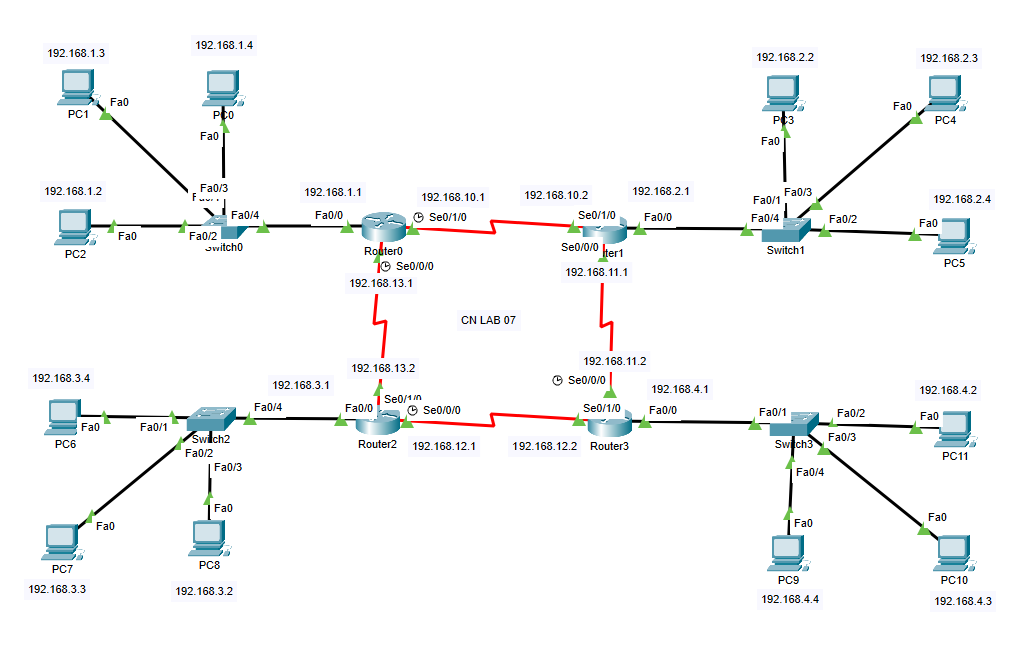 192.168.1.3
192.168.1.4
192.168.2.2
192.168.2.3
Fa0
PC1
PC0
Fa0
PC3
Fa0
Fa0
PC4
192.168.1.2
Fa0/3
192.168.1.1
192.168.10.1
192.168.10.2
192.168.2.1
Fa0/1
Fa0/3
192.168.2.4
Fa0/4
Fa0/0
Se0/1/0
Se0/1/0
Fa0/0
Fa0/4
Fa0/2
Fa0
PC2
Fa0
Fa0/2
Switch0
Router0
Se0/0/0
Switch1
PC5
Se0/0/0
192.168.13.1
192.168.11.1
CN LAB 07
192.168.13.2
192.168.11.2
192.168.3.4
192.168.3.1
Se0/0/0
192.168.4.1
192.168.4.2
Fa0/4
Fa0/0
Se0/1/0
Se0/0/0
Se0/1/0
Fa0/0
Fa0/1
Fa0/2
Fa0
PC6
Fa0
Fa0/1
Switch2
Router2
192.168.12.1
192.168.12.2
Router3
Switch3
Fa0/3
PC11
Fa0/2
Fa0/3
Fa0/4
Fa0
Fa0
Fa0
Fa0
PC7
PC8
PC9
PC10
192.168.3.3
192.168.3.2
192.168.4.4
192.168.4.3